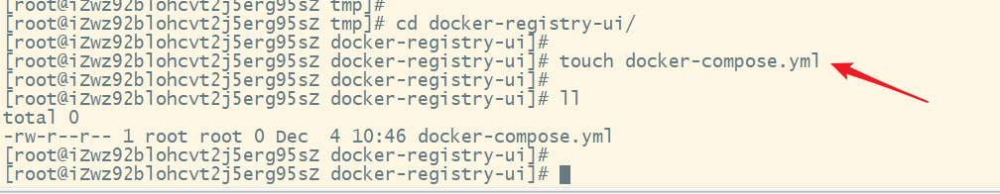 [root@iZwz92blohcvt2j5erg95sZ tmp]#
[root@iZwz92blohcvt2j5erg95sZ tmp]# cd docker-registry-ui/
[root@iZwz92blohcvt2j5erg95sZ docker-registry-ui]#
[root@iZwz92blohcvt2j5erg95sZ docker-registry-ui]# touch docker-compose.yml
[root@iZwz92blohcvt2j5erg95sZ docker-registry-ui]#
[root@iZwz92blohcvt2j5erg95sZ docker-registry-ui]# ll
total 0
-rw-r--r-- 1 root root 0 Dec  4 10:46 docker-compose.yml
[root@iZwz92blohcvt2j5erg95sZ docker-registry-ui]#
[root@iZwz92blohcvt2j5erg95sZ docker-registry-ui]#